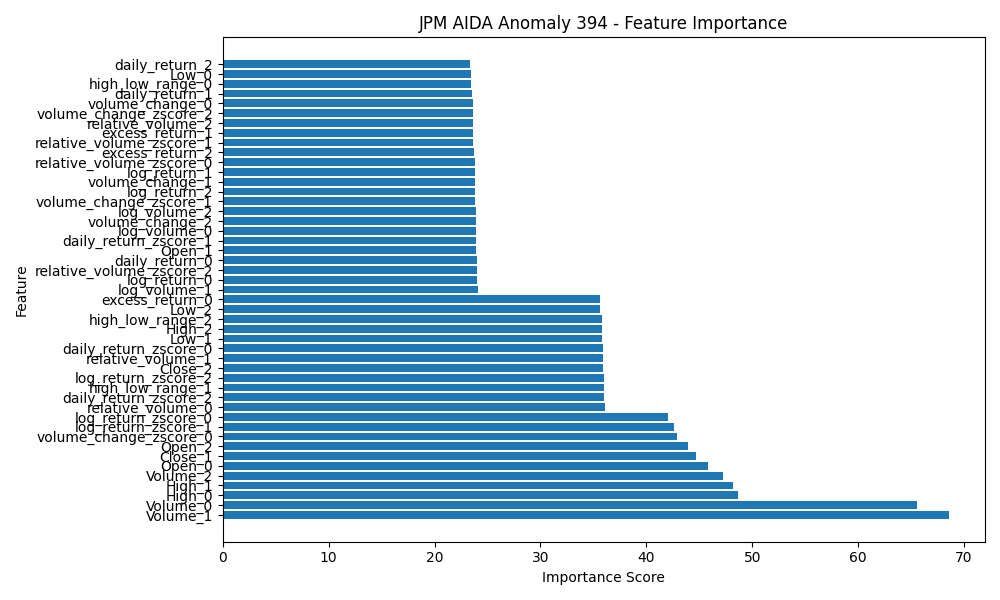 JPM AIDA Anomaly 394 - Feature Importance
daily_return_2
Low_0
high_low_range_0
daily_return_1
volume_change_0
volume_change_zscore_2
relative_volume_2
excess_return_1
relative_volume_zscore_1
excess_return_2
relative_volume_zscore_0
log_return_1
volume_change_1
log_return_2
volume_change_zscore_1
log_volume_2
volume_change_2
log_volume_0
daily_return_zscore_1
Open_1
daily_return_0
relative_volume_zscore_2
log_return_0
log_volume_1
excess_return_0
Low_2
high_low_range_2
High_2
Low_1
daily_return_zscore_0
relative_volume_1
Close_2
log_return_zscore_2
high_low_range_1
daily_return_zscore_2
relative_volume_0
log_return_zscore_0
log_return_zscore_1
volume_change_zscore_0
Open_2
Close_1
Open_0
Volume_2
High_1
High_0
Volume_0
Volume_1
Feature
0 10 20 30 40 50 60 70
Importance Score